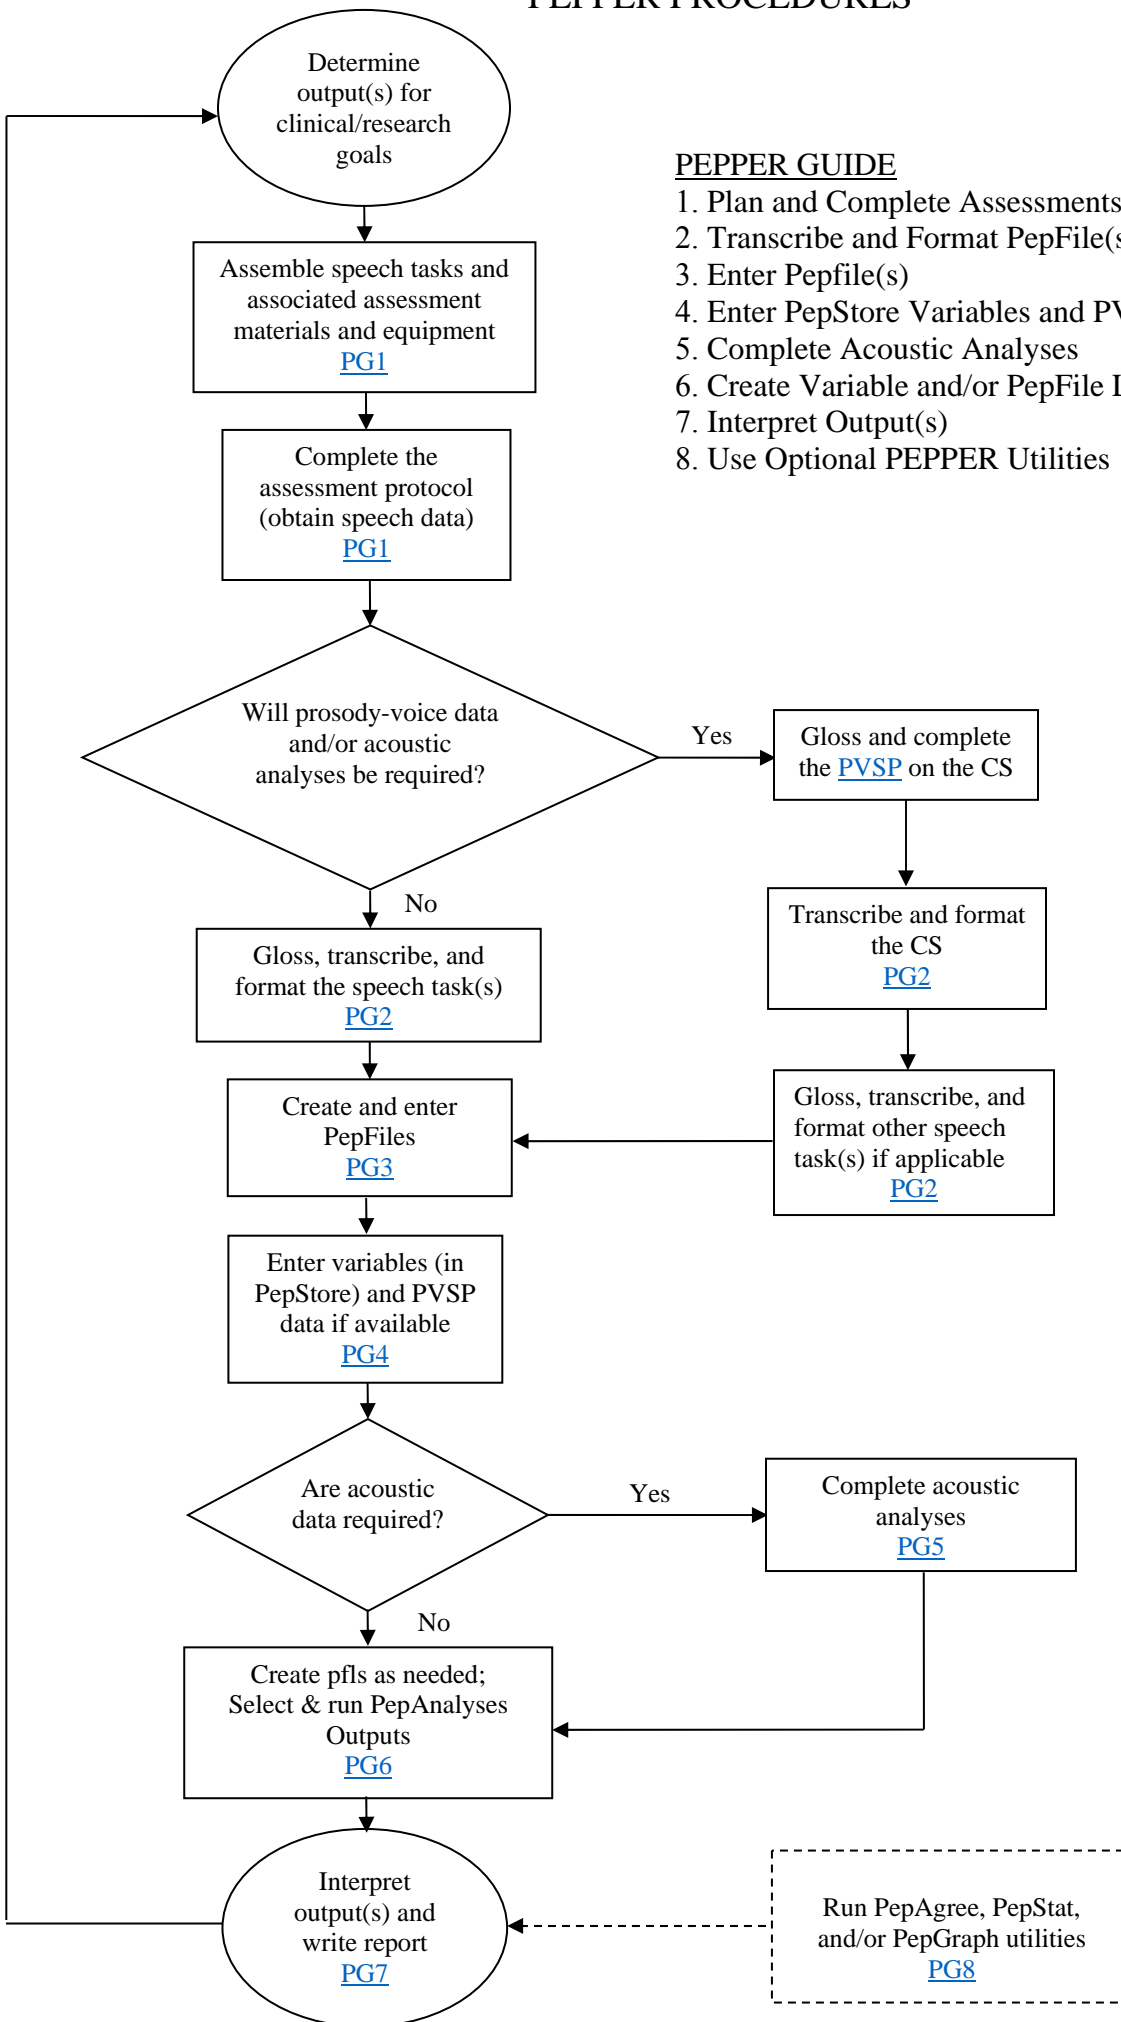 PEPPER PROCEDURES
Determine
output(s) for
clinical/research
goals
PEPPER GUIDE
1. Plan and Complete Assessments
2. Transcribe and Format PepFile(s
3. Enter Pepfile(s)
4. Enter PepStore Variables and PV
5. Complete Acoustic Analyses
6. Create Variable and/or PepFile L
7. Interpret Output(s)
8. Use Optional PEPPER Utilities
Assemble speech tasks and
associated assessment
materials and equipment
PG1
Complete the
assessment protocol
(obtain speech data)
PG1
Will prosody-voice data
and/or acoustic
analyses be required?
Yes
Gloss and complete
the PVSP on the CS
Transcribe and format
the CS
PG2
Gloss, transcribe, and
format other speech
task(s) if applicable
PG2
No
Gloss, transcribe, and
format the speech task(s)
PG2
Create and enter
PepFiles
PG3
Enter variables (in
PepStore) and PVSP
data if available
PG4
Are acoustic
data required?
Yes
Complete acoustic
analyses
PG5
No
Create pfls as needed;
Select & run PepAnalyses
Outputs
PG6
Interpret
output(s) and
write report
PG7
Run PepAgree, PepStat,
and/or PepGraph utilities
PG8